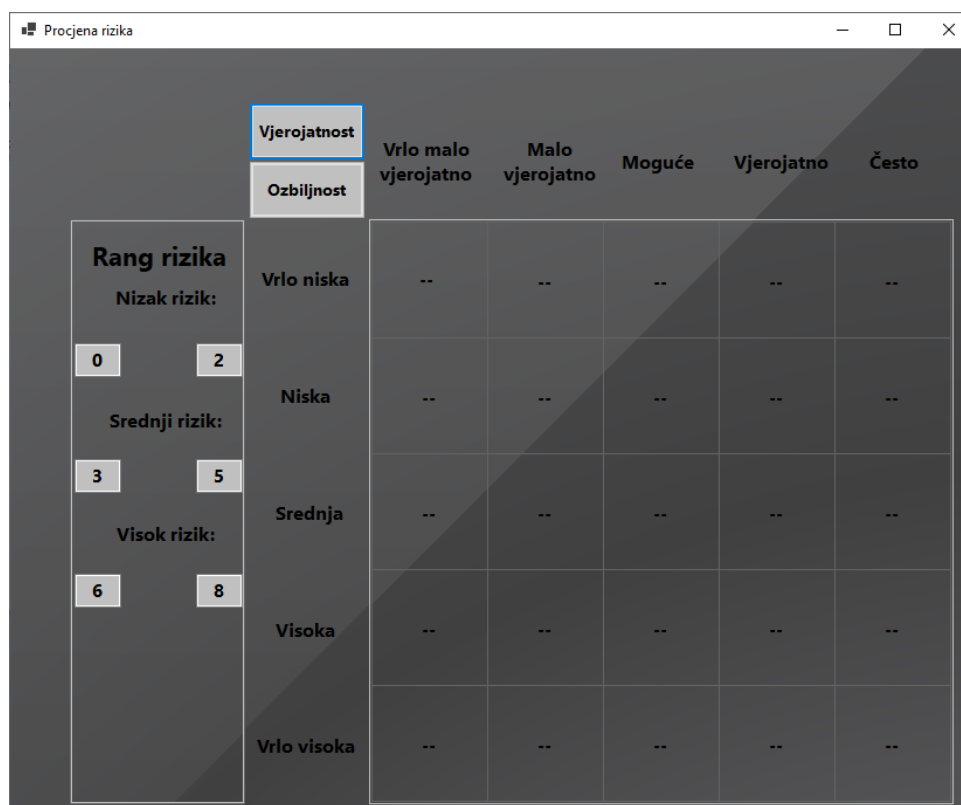 Procjena rizika
Vjerojatnost
Ozbiljnost
Vrlo malo
vjerojatno
Malo
vjerojatno
Moguće
Vjerojatno
Često
Rang rizika
Nizak rizik:
0 2
Srednji rizik:
3 5
Visok rizik:
6 8
Vrlo niska -- -- -- -- --
Niska -- -- -- -- --
Srednja -- -- -- -- --
Visoka -- -- -- -- --
Vrlo visoka -- -- -- -- --